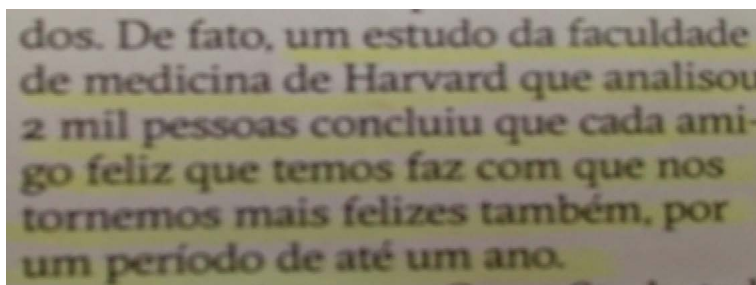 dos. De fato, um estudo da faculdade
de medicina de Harvard que analisou
2 mil pessoas concluiu que cada ami-
go feliz que temos faz com que nos
tornemos mais felizes também, por
um período de até um ano.